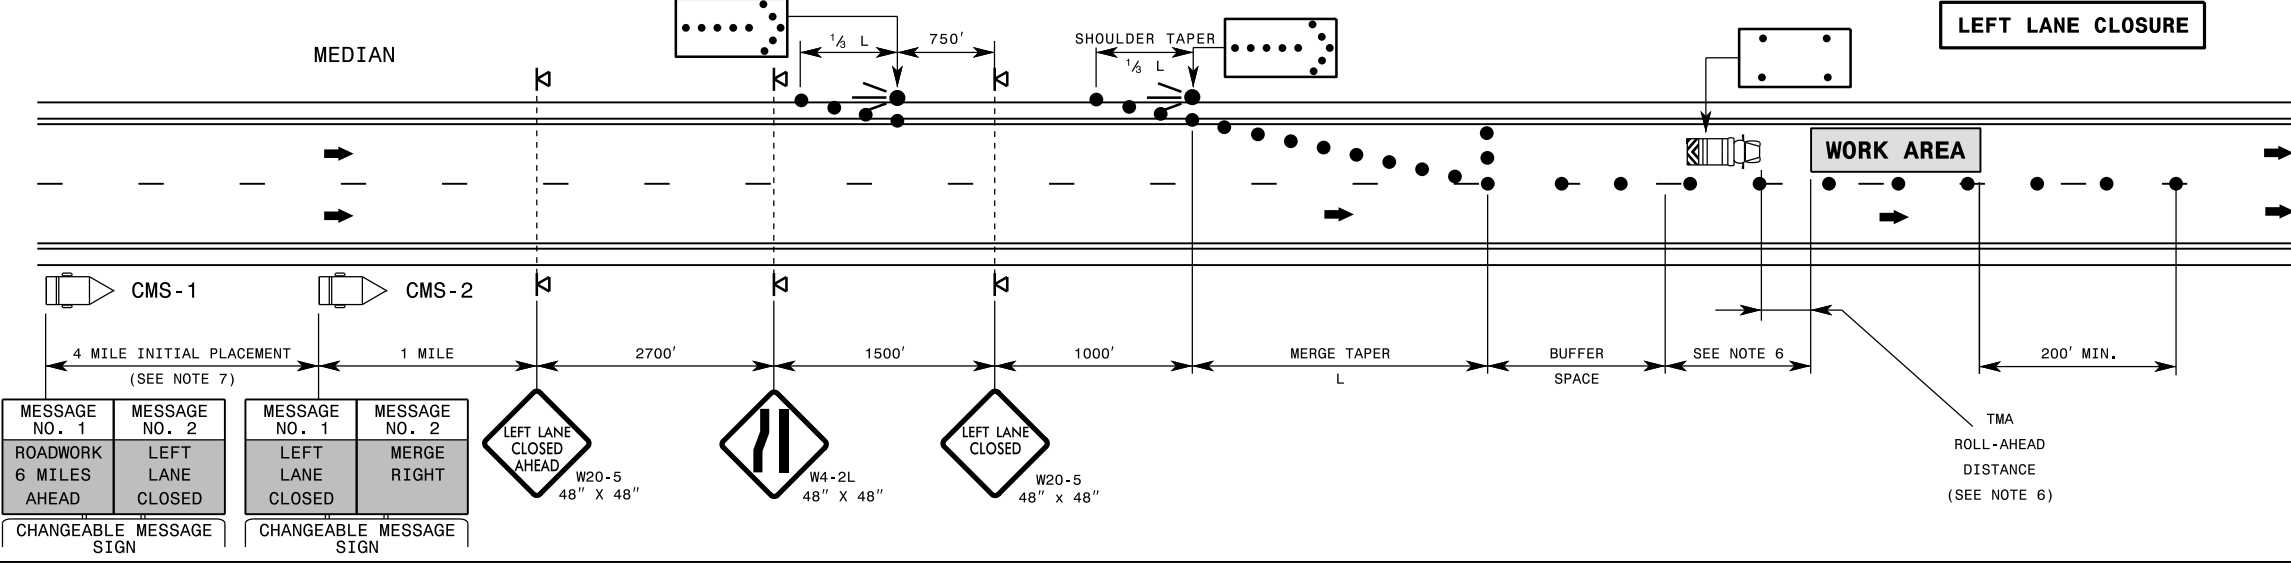 LEFT LANE CLOSURE
MEDIAN
⅓ L
750'
SHOULDER TAPER
⅓ L
WORK AREA
CMS-1
CMS-2
4 MILE INITIAL PLACEMENT
(SEE NOTE 7)
1 MILE
2700'
1500'
1000'
MERGE TAPER
L
BUFFER
SPACE
SEE NOTE 6
200' MIN.
TMA
ROLL-AHEAD
DISTANCE
(SEE NOTE 6)
MESSAGE
NO. 1
MESSAGE
NO. 2
ROADWORK
6 MILES
AHEAD
LEFT
LANE
CLOSED
CHANGEABLE MESSAGE
SIGN
MESSAGE
NO. 1
MESSAGE
NO. 2
LEFT
LANE
CLOSED
MERGE
RIGHT
CHANGEABLE MESSAGE
SIGN
LEFT LANE
CLOSED
AHEAD
W20-5
48" X 48"
W4-2L
48" X 48"
LEFT LANE
CLOSED
W20-5
48" x 48"